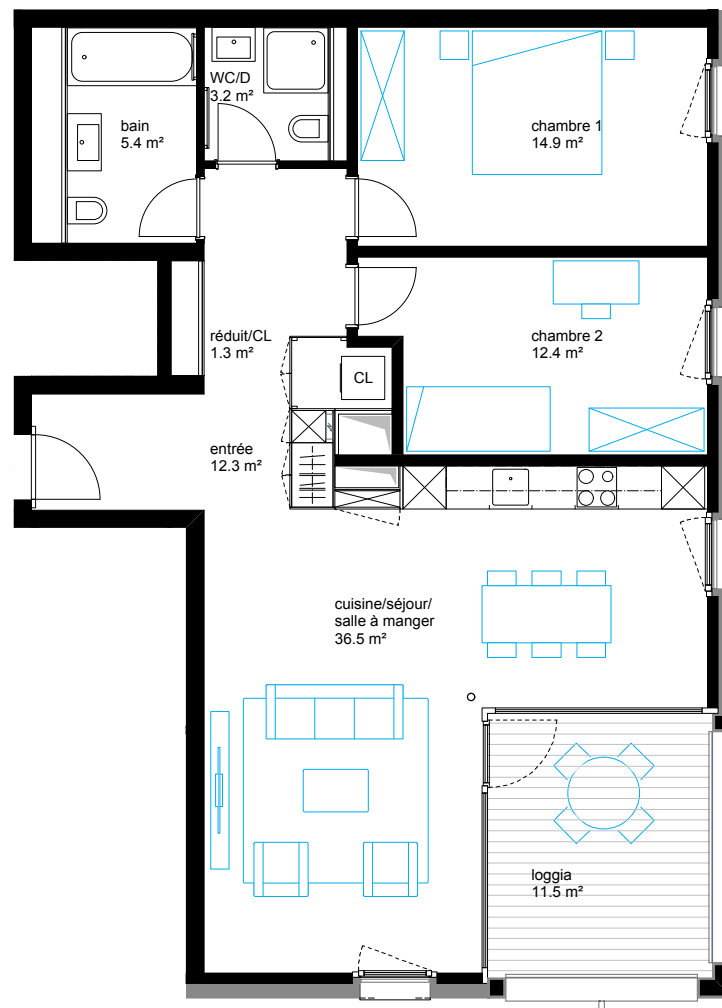 WC/D
3.2 m²
bain
5.4 m²
chambre 1
14.9 m²
réduit/CL
1.3 m²
chambre 2
12.4 m²
CL
entrée
12.3 m²
cuisine/séjour/
salle à manger
36.5 m²
loggia
11.5 m²